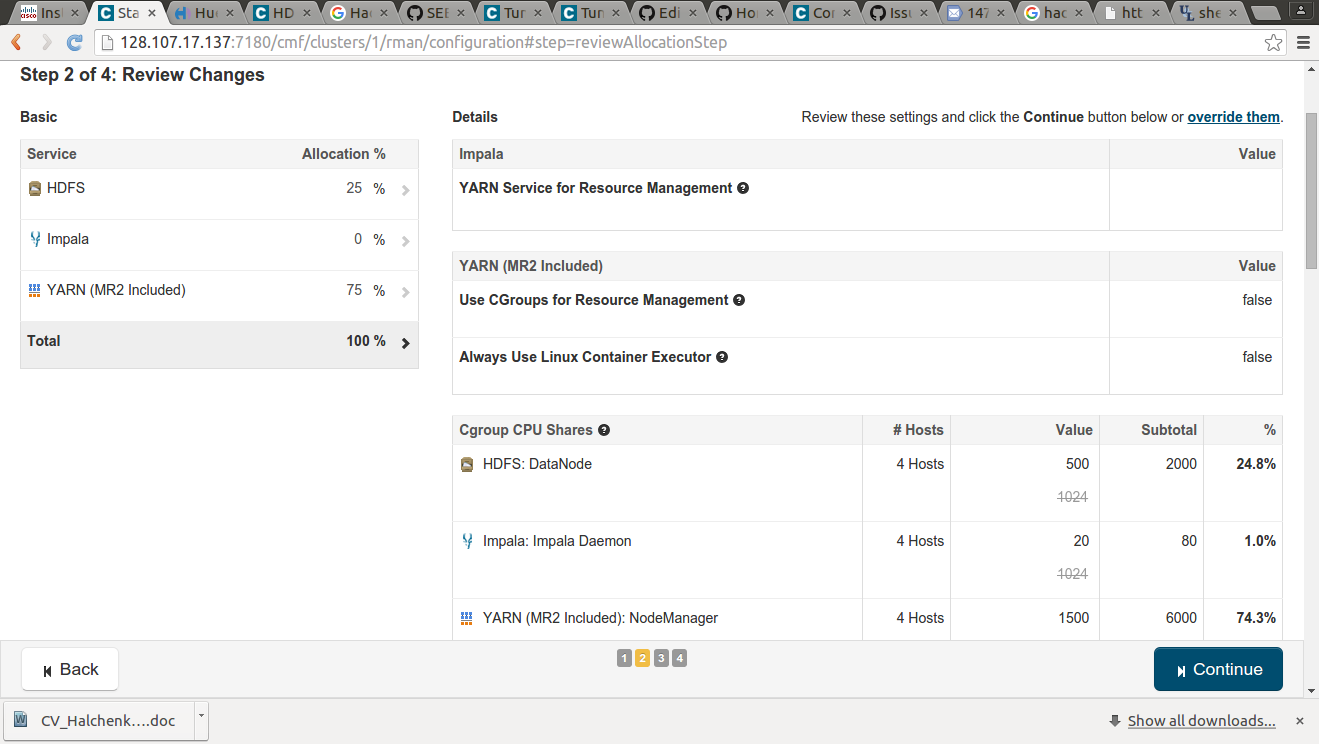 Inst × Sta × Hue × HD × Hac × SEE × Tur × Tun × Edi × Ho × Cor × Issu × 147 × hac × htt × she ×
128.107.17.137:7180/cmf/clusters/1/rman/configuration#step=reviewAllocationStep
Step 2 of 4: Review Changes
Basic
Details
Review these settings and click the Continue button below or override them.
Service Allocation %
HDFS 25 %
Impala 0 %
YARN (MR2 Included) 75 %
Total 100 %
Impala Value
YARN Service for Resource Management
YARN (MR2 Included) Value
Use CGroups for Resource Management false
Always Use Linux Container Executor false
Cgroup CPU Shares # Hosts Value Subtotal %
HDFS: DataNode 4 Hosts 500 2000 24.8%
1024
Impala: Impala Daemon 4 Hosts 20 80 1.0%
1024
YARN (MR2 Included): NodeManager 4 Hosts 1500 6000 74.3%
Back
1 2 3 4
Continue
CV_Halchenk....doc
Show all downloads... ×